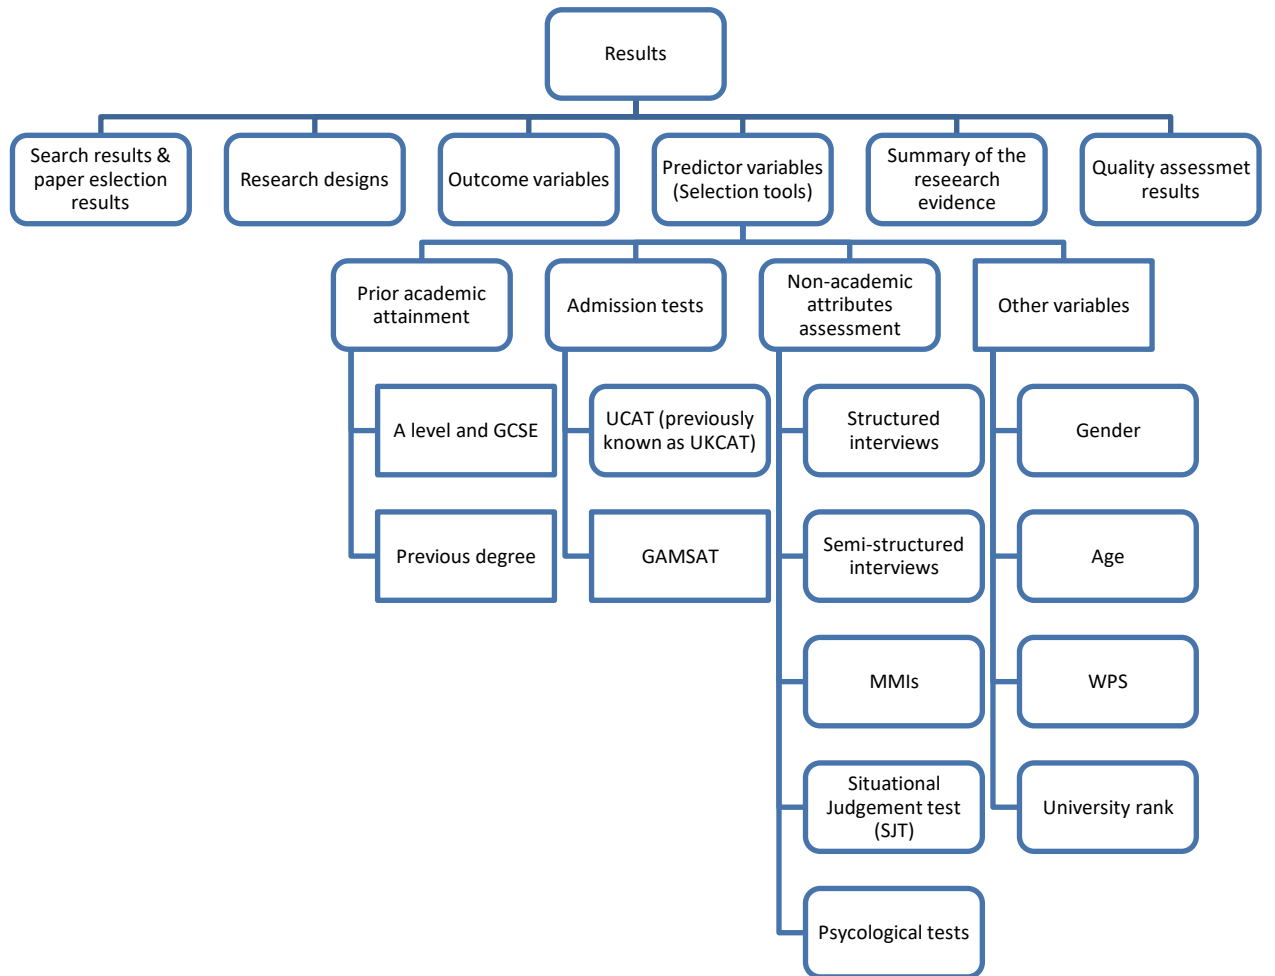 Results
Search results &
paper eslection
results
Research designs
Outcome variables
Predictor variables
(Selection tools)
Summary of the
reseearch
evidence
Quality assessmet
results
Prior academic
attainment
Admission tests
Non-academic
attributes
assessment
Other variables
A level and GCSE
UCAT (previously
known as UKCAT)
Structured
interviews
Gender
Previous degree
GAMSAT
Semi-structured
interviews
Age
MMIs
WPS
Situational
Judgement test
(SJT)
University rank
Psycological tests